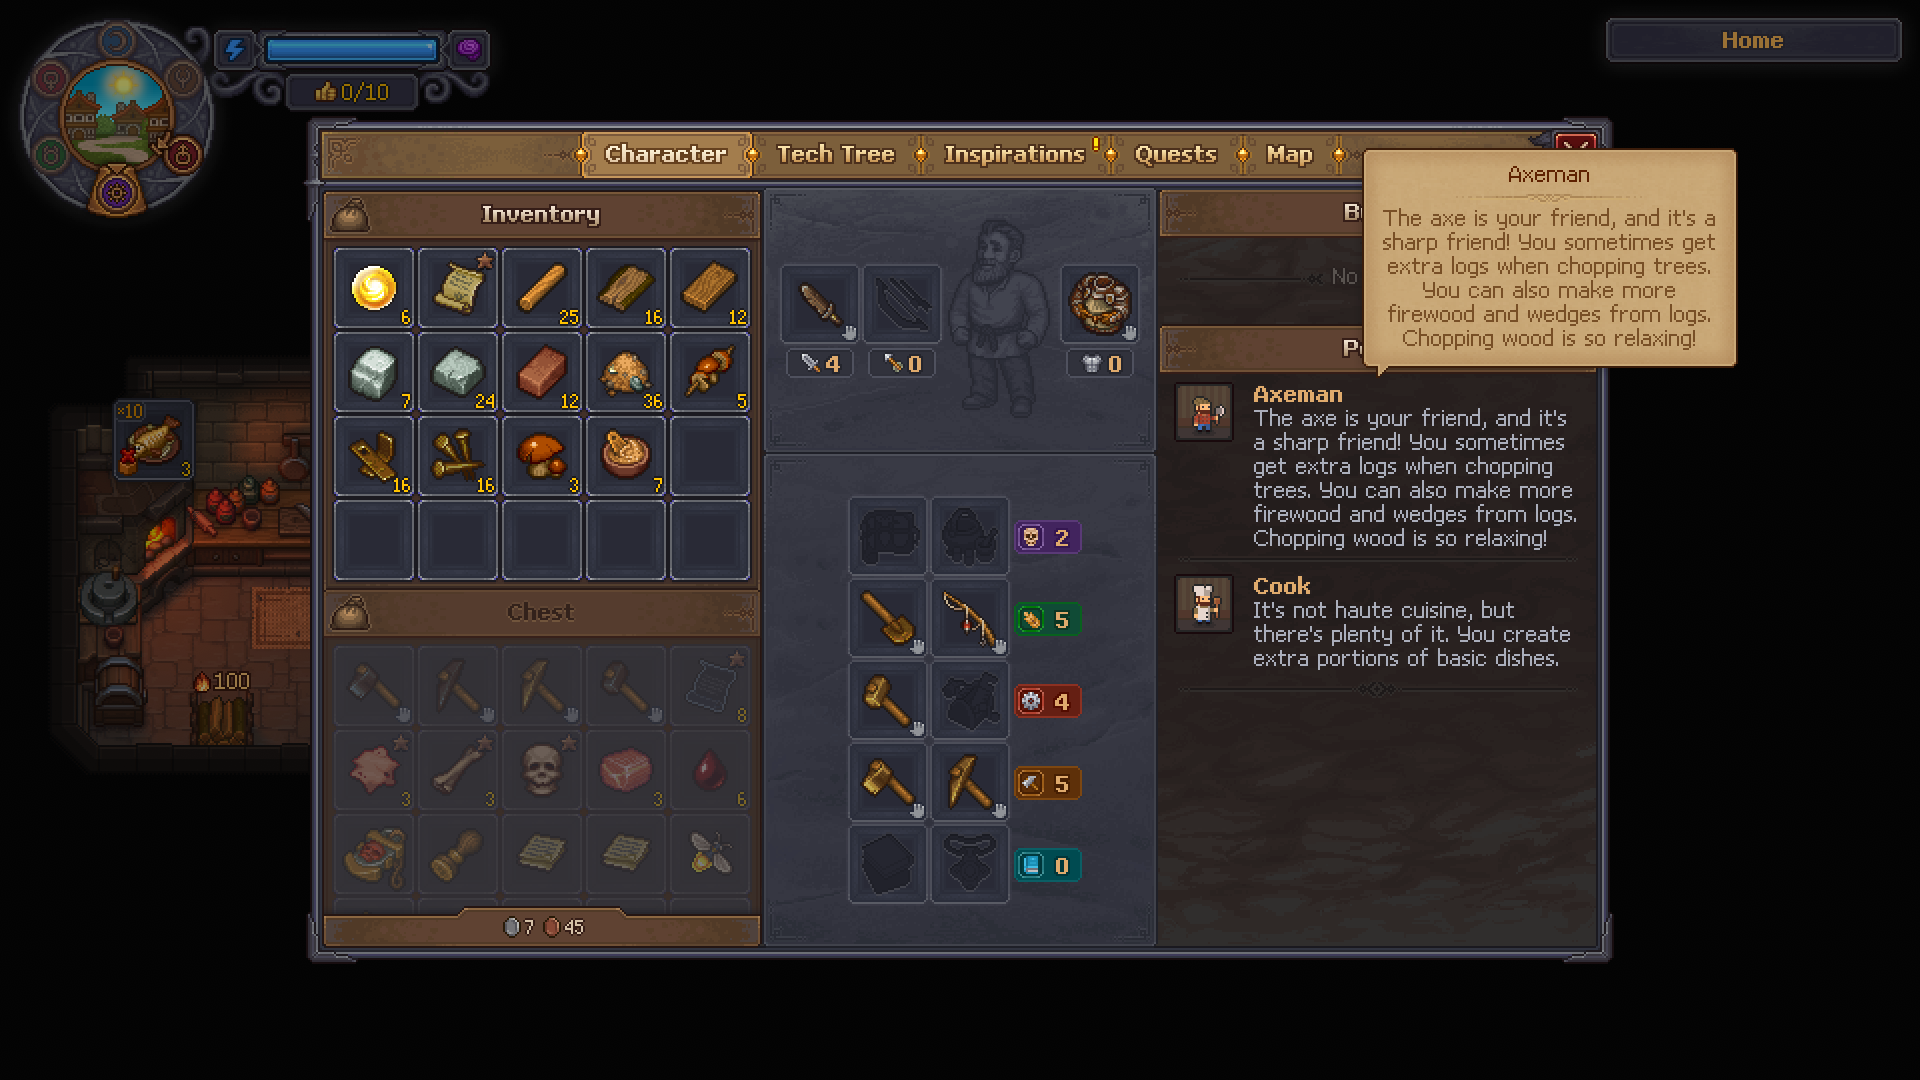 Home
0/10
Character
Tech Tree
Inspirations
!
Quests
Map
Axeman
The axe is your friend, and it's a
sharp friend! You sometimes get
extra logs when chopping trees.
You can also make more
firewood and wedges from logs.
Chopping wood is so relaxing!
Inventory
6
25
16
12
7
24
12
36
5
16
16
3
7
4
0
0
No
Axeman
The axe is your friend, and it's
a sharp friend! You sometimes
get extra logs when chopping
trees. You can also make more
firewood and wedges from logs.
Chopping wood is so relaxing!
Cook
It's not haute cuisine, but
there's plenty of it. You create
extra portions of basic dishes.
×10
3
100
Chest
8
3
3
3
6
2
5
4
5
0
7
45